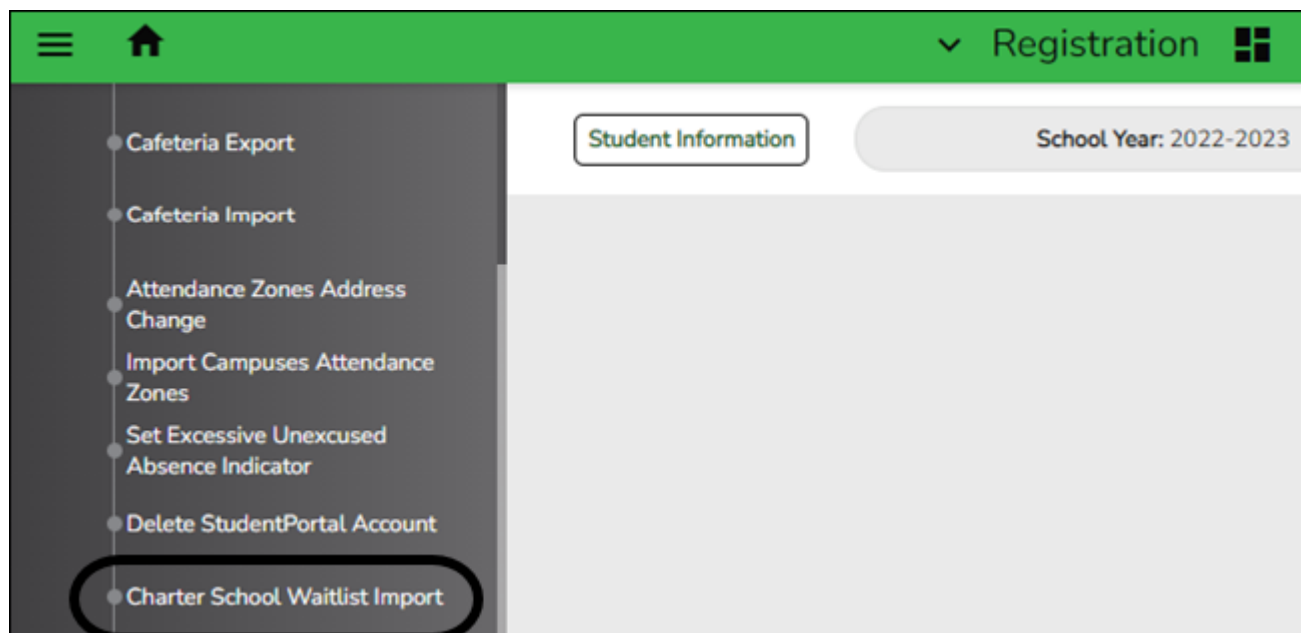 Registration
Student Information
School Year: 2022-2023
Cafeteria Export
Cafeteria Import
Attendance Zones Address
Change
Import Campuses Attendance
Zones
Set Excessive Unexcused
Absence Indicator
Delete StudentPortal Account
Charter School Waitlist Import